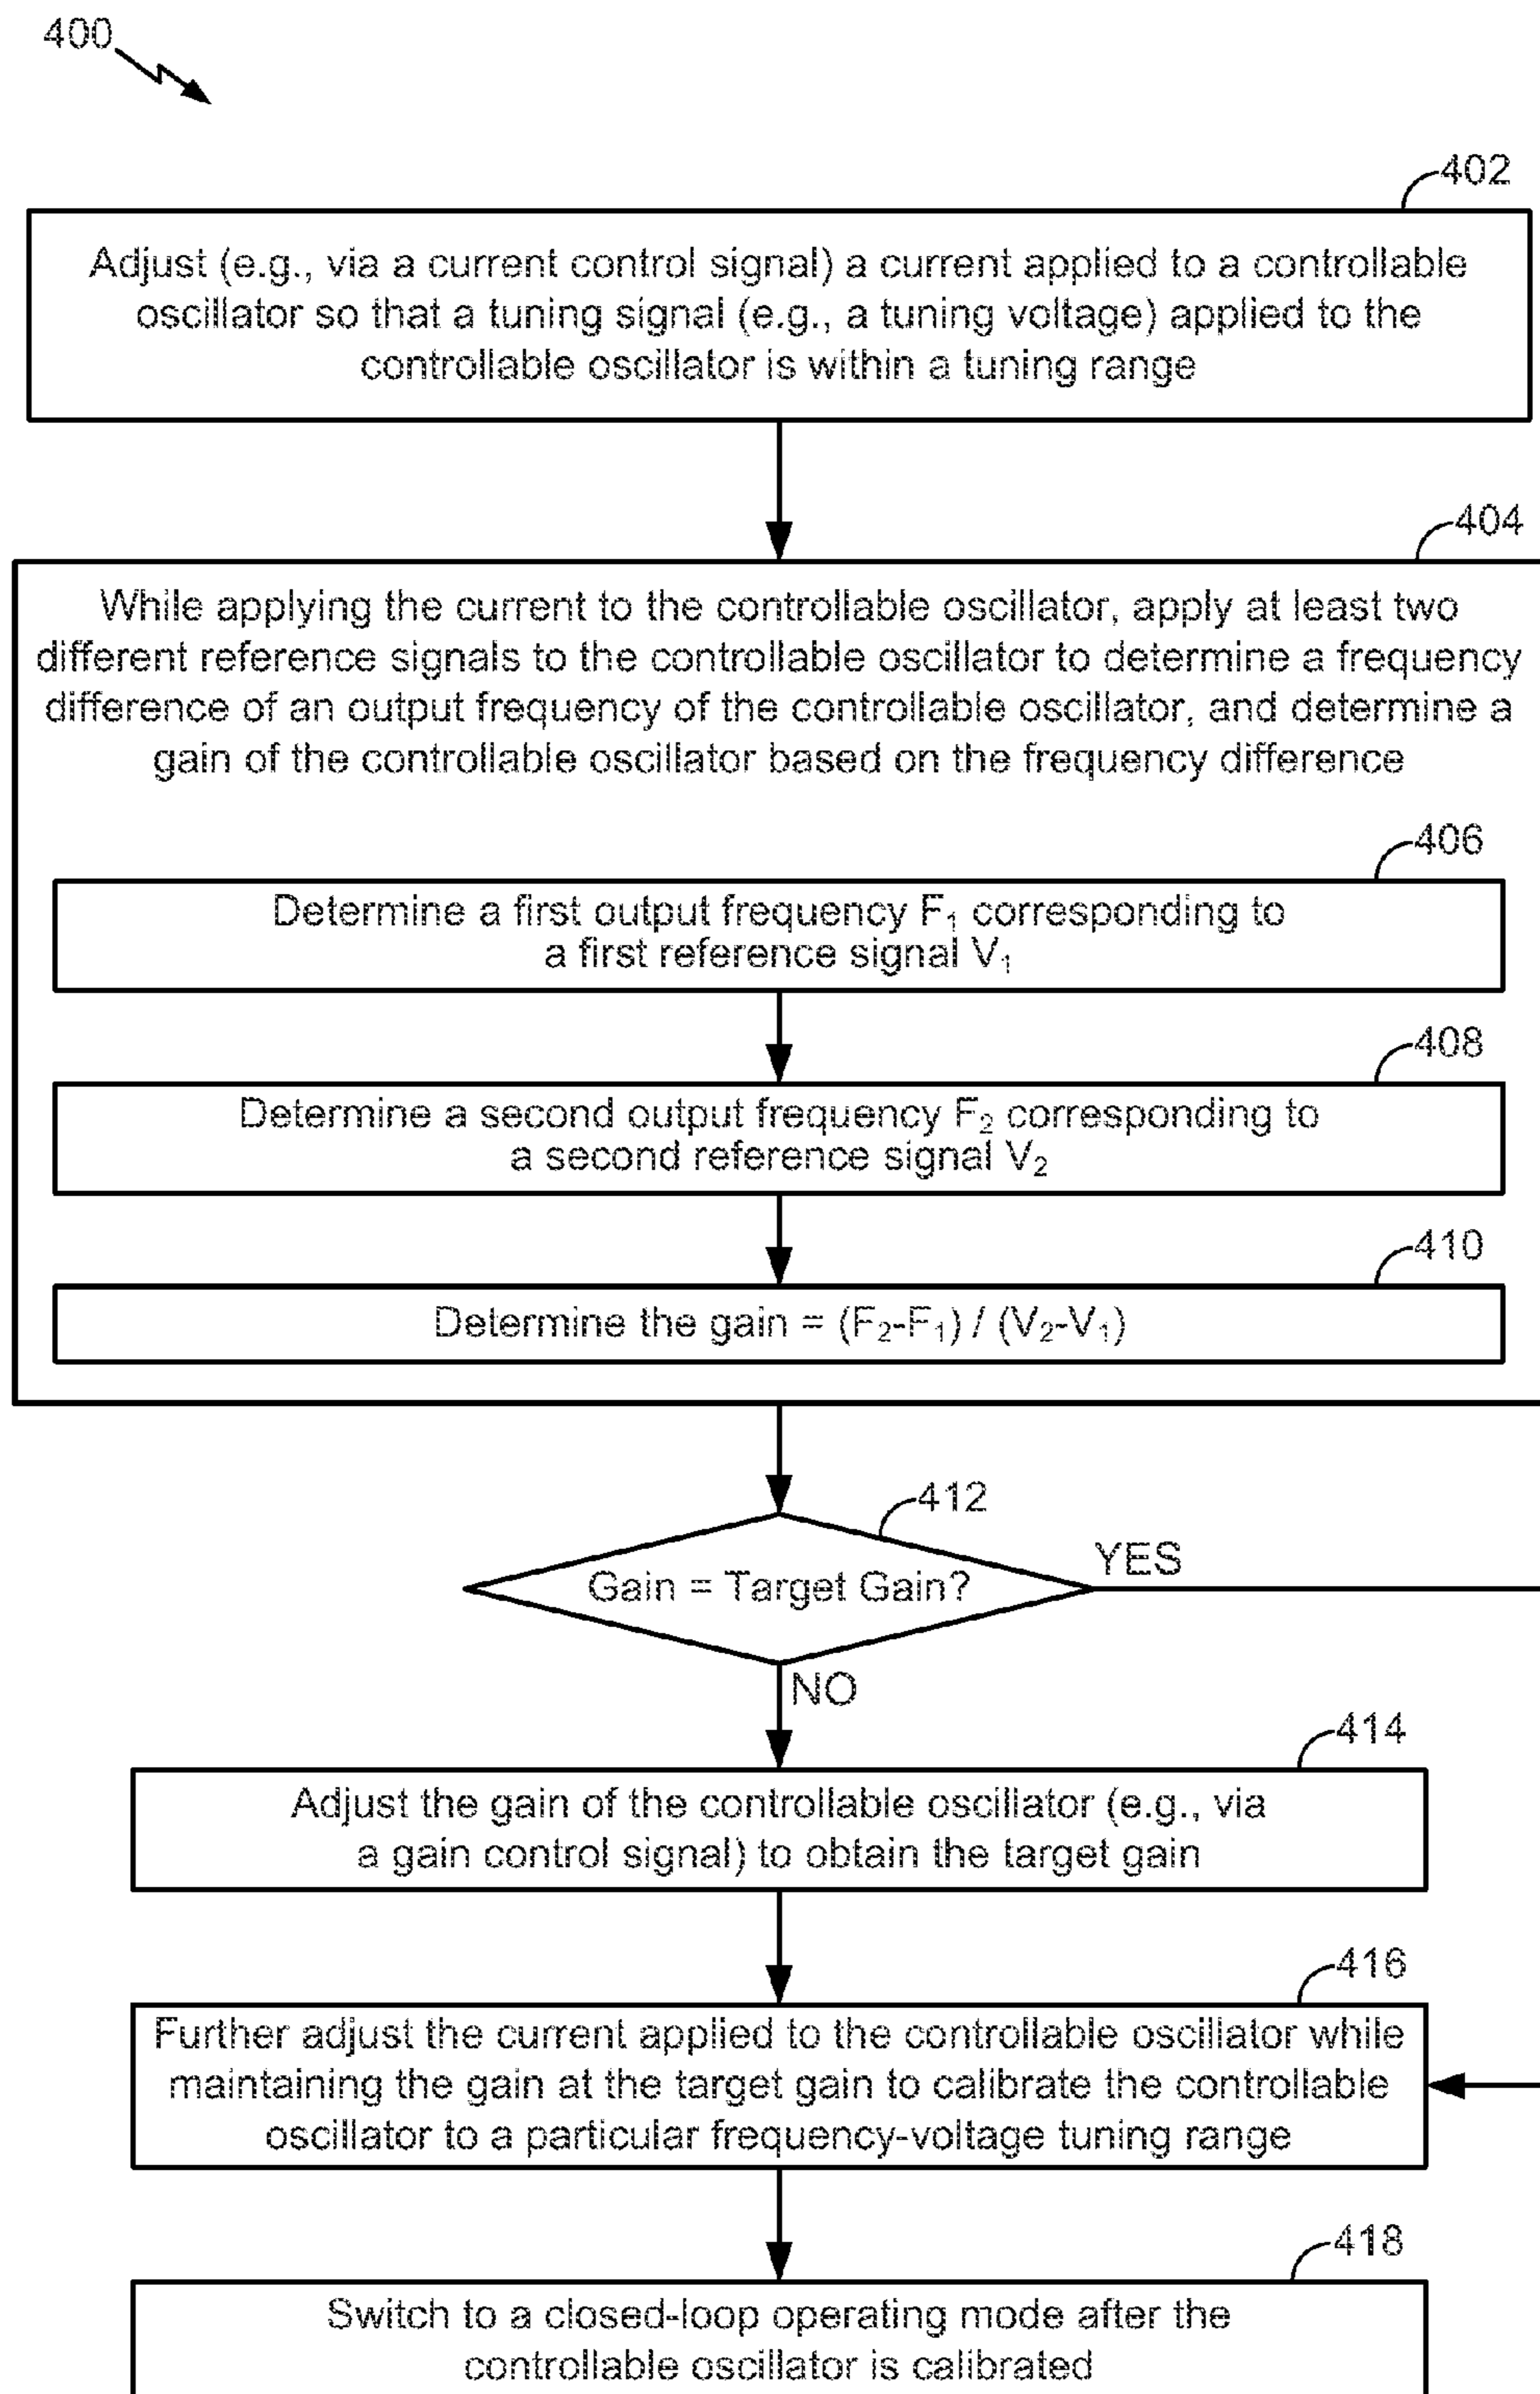 400
402
Adjust (e.g., via a current control signal) a current applied to a controllable
oscillator so that a tuning signal (e.g., a tuning voltage) applied to the
controllable oscillator is within a tuning range
404
While applying the current to the controllable oscillator, apply at least two
different reference signals to the controllable oscillator to determine a frequency
difference of an output frequency of the controllable oscillator, and determine a
gain of the controllable oscillator based on the frequency difference
406
Determine a first output frequency F₁ corresponding to
a first reference signal V₁
408
Determine a second output frequency F₂ corresponding to
a second reference signal V₂
410
Determine the gain = (F₂-F₁) / (V₂-V₁)
412
Gain = Target Gain?
YES
NO
414
Adjust the gain of the controllable oscillator (e.g., via
a gain control signal) to obtain the target gain
416
Further adjust the current applied to the controllable oscillator while
maintaining the gain at the target gain to calibrate the controllable
oscillator to a particular frequency-voltage tuning range
418
Switch to a closed-loop operating mode after the
controllable oscillator is calibrated